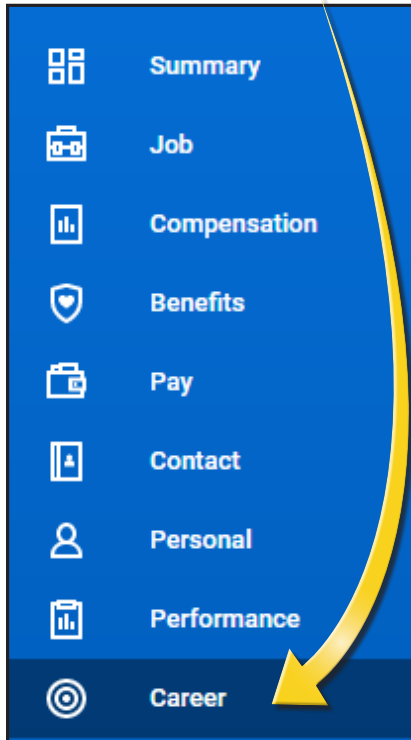 Summary
Job
Compensation
Benefits
Pay
Contact
Personal
Performance
Career